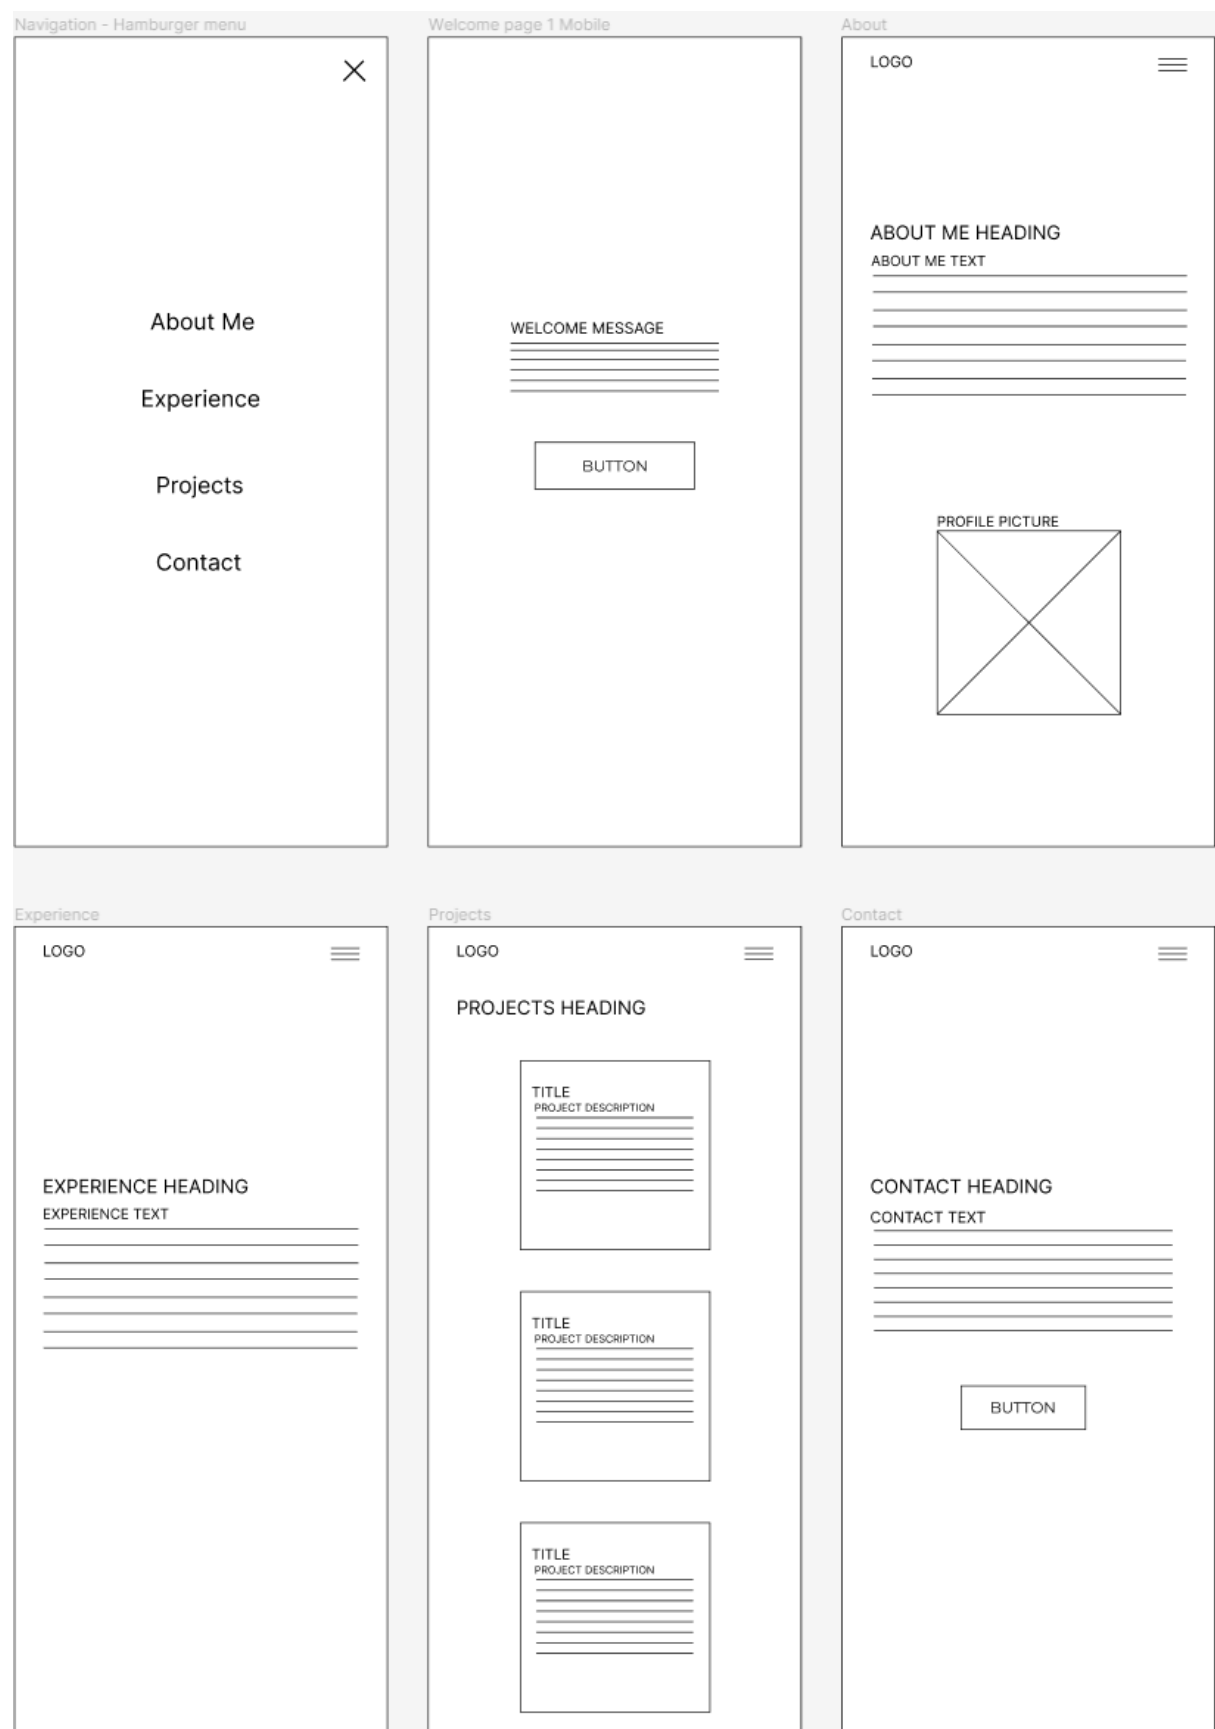 Navigation - Hamburger menu
About Me
Experience
Projects
Contact
Welcome page 1 Mobile
WELCOME MESSAGE
BUTTON
About
LOGO
ABOUT ME HEADING
ABOUT ME TEXT
PROFILE PICTURE
Experience
LOGO
EXPERIENCE HEADING
EXPERIENCE TEXT
Projects
LOGO
PROJECTS HEADING
TITLE
PROJECT DESCRIPTION
TITLE
PROJECT DESCRIPTION
TITLE
PROJECT DESCRIPTION
Contact
LOGO
CONTACT HEADING
CONTACT TEXT
BUTTON